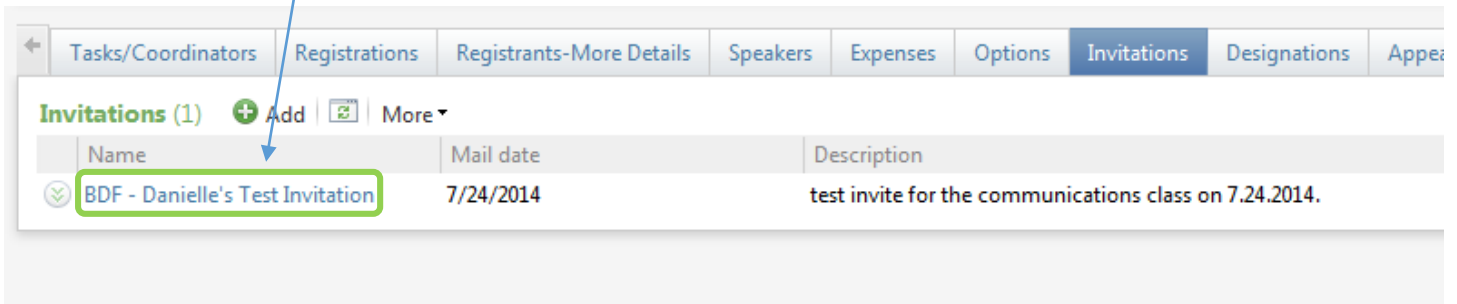 Tasks/Coordinators Registrations Registrants-More Details Speakers Expenses Options Invitations Designations Appea
Invitations (1) Add More
Name Mail date Description
BDF - Danielle's Test Invitation 7/24/2014 test invite for the communications class on 7.24.2014.